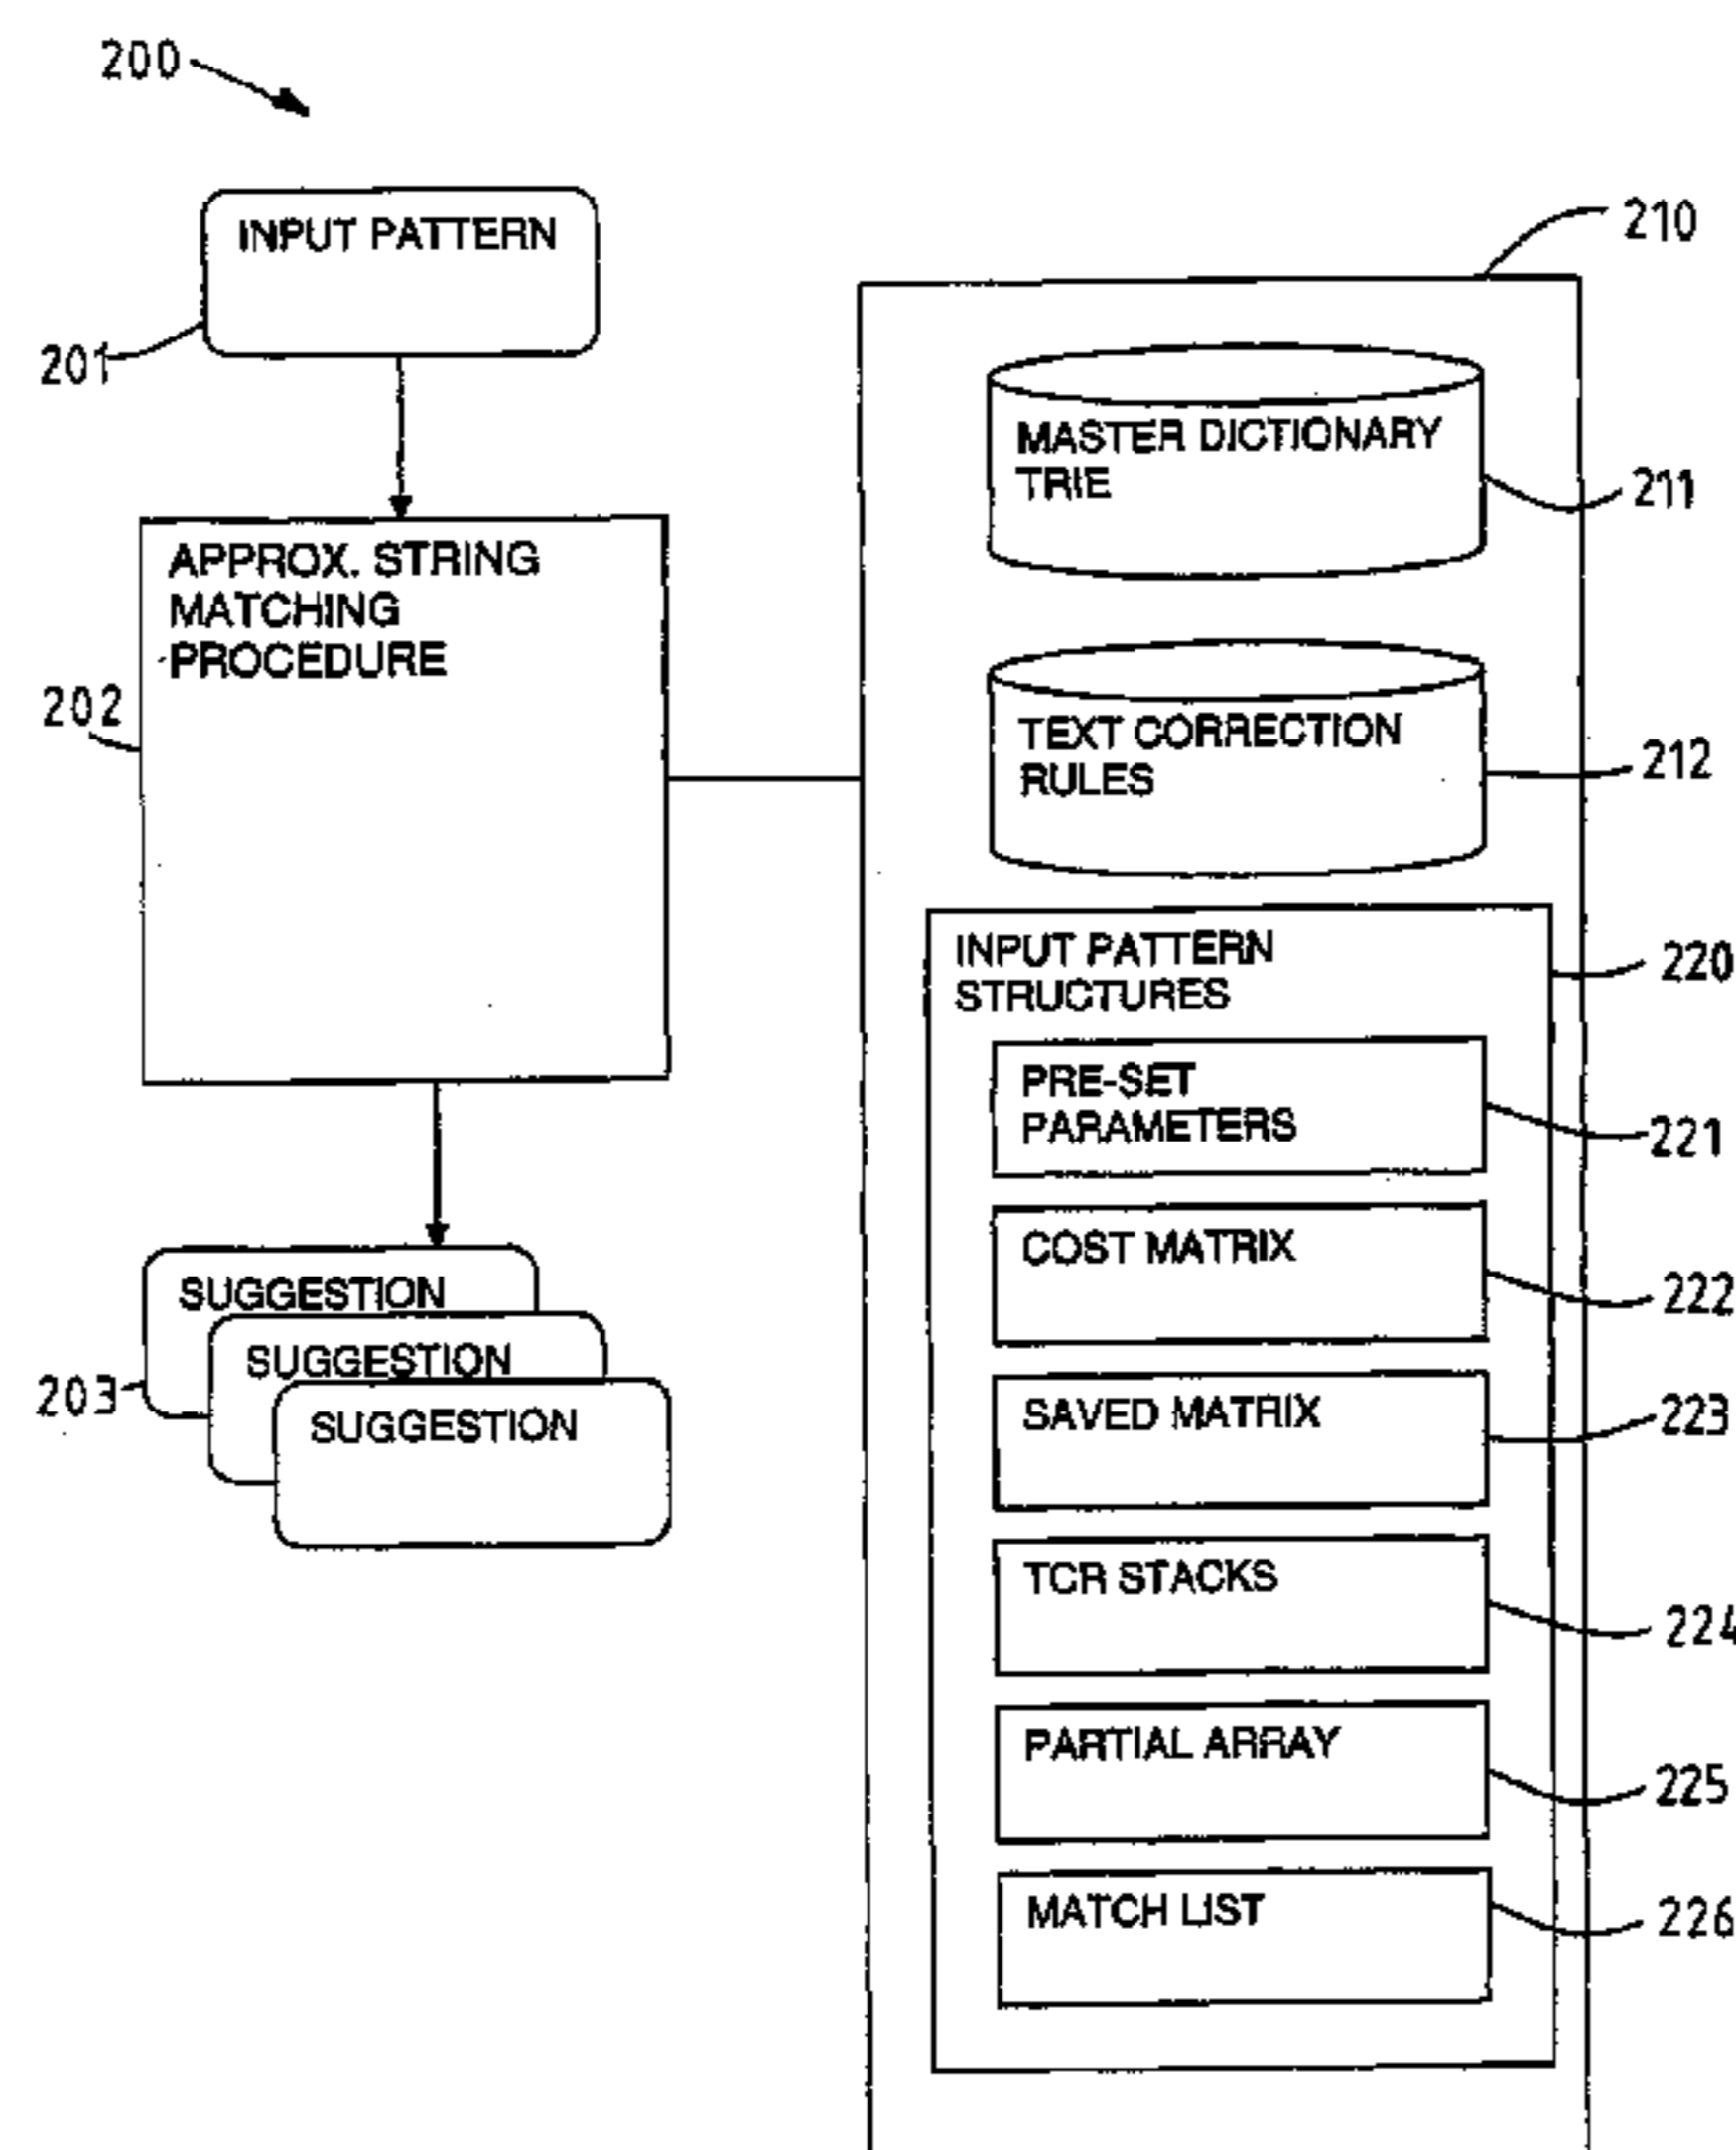 200
INPUT PATTERN
201
APPROX. STRING
MATCHING
PROCEDURE
202
SUGGESTION
SUGGESTION
SUGGESTION
203
210
MASTER DICTIONARY
TRIE
211
TEXT CORRECTION
RULES
212
INPUT PATTERN
STRUCTURES
220
PRE-SET
PARAMETERS
221
COST MATRIX
222
SAVED MATRIX
223
TCR STACKS
224
PARTIAL ARRAY
225
MATCH LIST
226